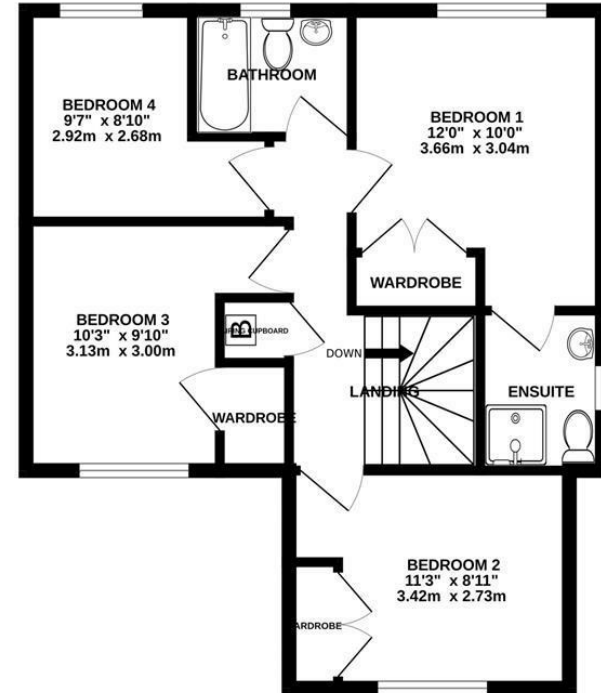 BATHROOM
BEDROOM 4
9'7" x 8'10"
2.92m x 2.68m
BEDROOM 1
12'0" x 10'0"
3.66m x 3.04m
WARDROBE
BEDROOM 3
10'3" x 9'10"
3.13m x 3.00m
B
CUPBOARD
DOWN
LANDING
ENSUITE
WARDROBE
BEDROOM 2
11'3" x 8'11"
3.42m x 2.73m
ARDROBE